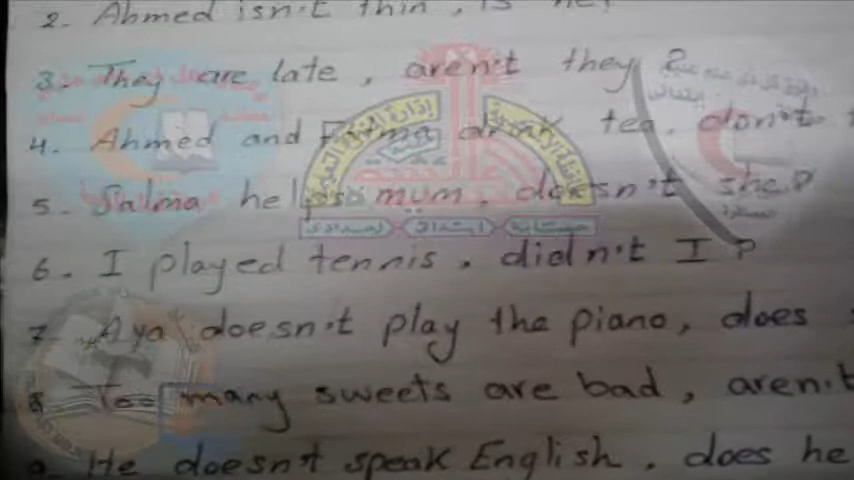 2. Ahmed isn't thin, is he?
3. They are late, aren't they?
4. Ahmed and Fatma drink tea, don't
5. Salma helps mum, doesn't she?
6. I played tennis, didn't I?
7. Aya doesn't play the piano, does
8. Too many sweets are bad, aren't
9. He doesn't speak English, does he